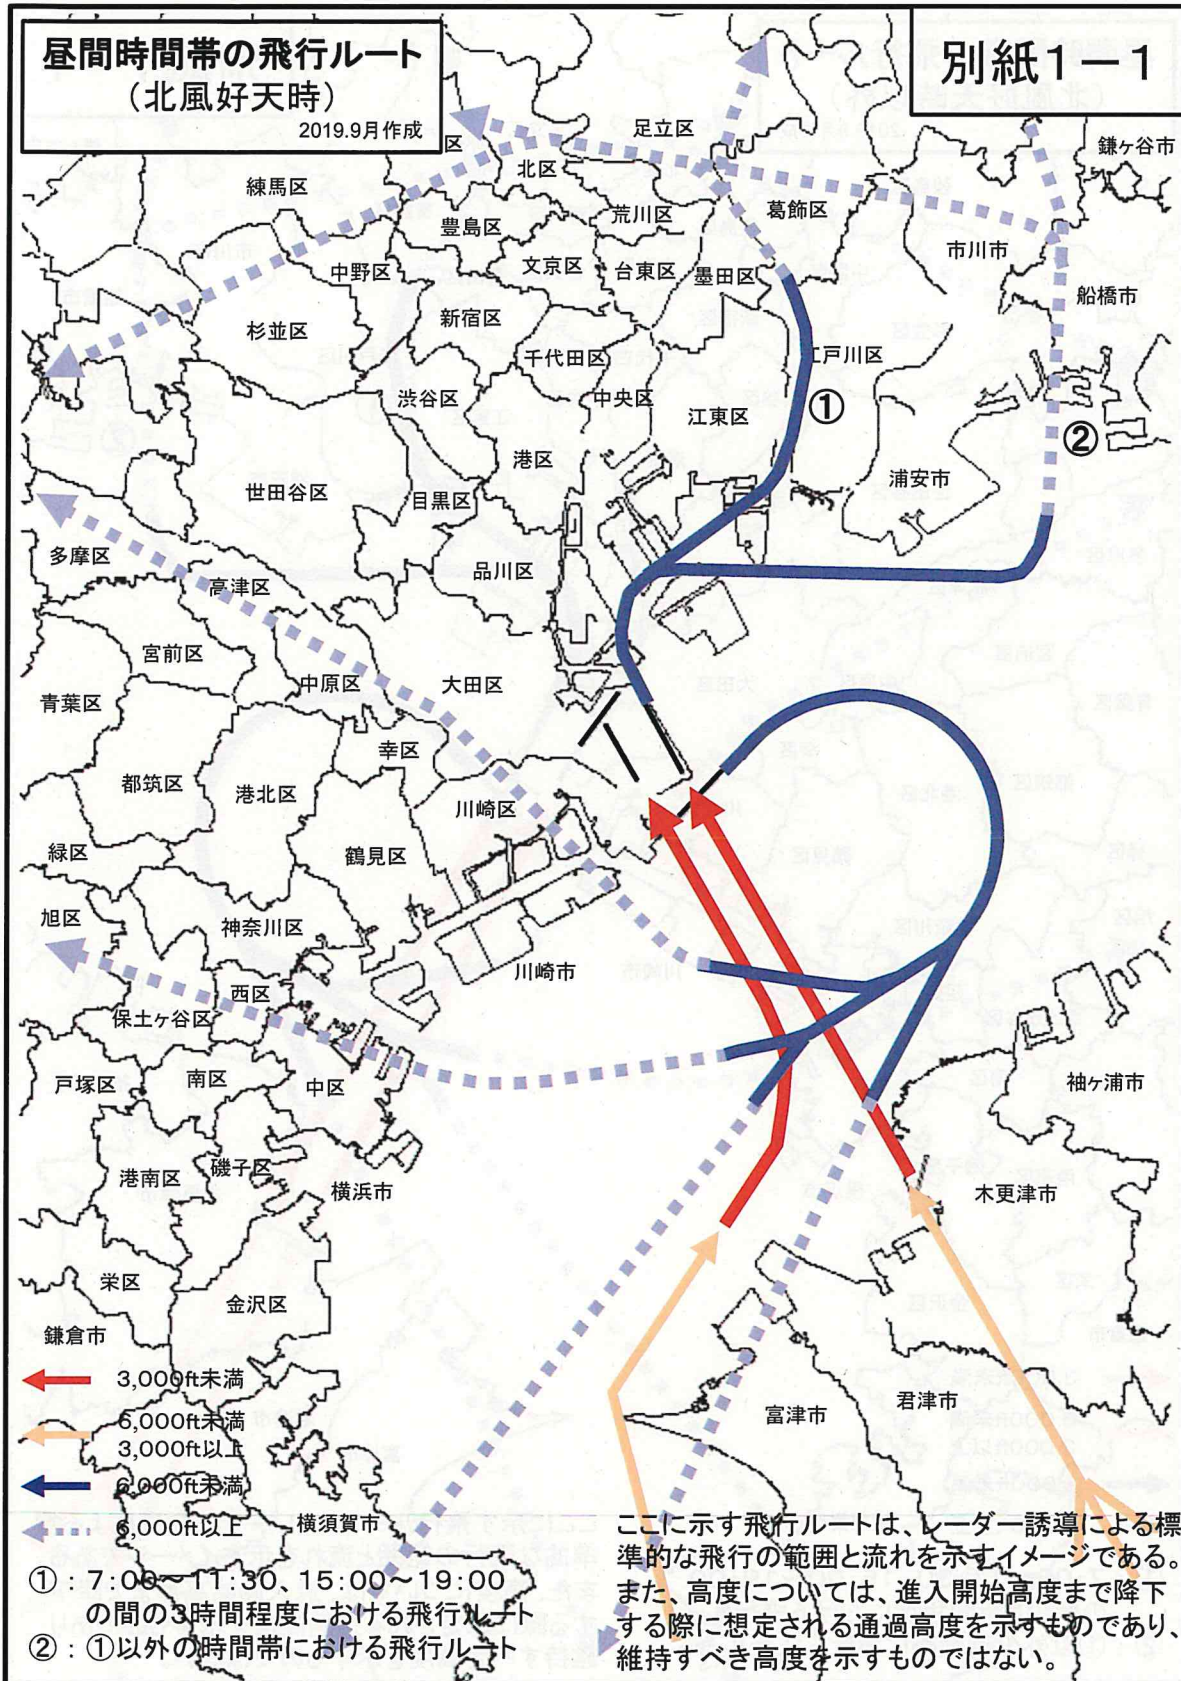 昼間時間帯の飛行ルート
(北風好天時)
2019.9月作成
別紙1-1
区
足立区
鎌ヶ谷市
北区
練馬区
荒川区
葛飾区
豊島区
市川市
文京区
台東区
中野区
墨田区
船橋市
新宿区
杉並区
千代田区
江戸川区
渋谷区
中央区
江東区
①
②
港区
浦安市
世田谷区
目黒区
多摩区
高津区
品川区
宮前区
中原区
大田区
青葉区
幸区
都筑区
港北区
川崎区
緑区
鶴見区
旭区
神奈川区
川崎市
西区
保土ヶ谷区
戸塚区
南区
中区
袖ヶ浦市
港南区
磯子区
横浜市
木更津市
栄区
金沢区
鎌倉市
3,000ft未満
君津市
富津市
6,000ft未満
3,000ft以上
6,000ft未満
6,000ft以上
横須賀市
①:7:00~11:30、15:00~19:00
の間の3時間程度における飛行ルート
②:①以外の時間帯における飛行ルート
ここに示す飛行ルートは、レーダー誘導による標
準的な飛行の範囲と流れを示すイメージである。
また、高度については、進入開始高度まで降下
する際に想定される通過高度を示すものであり、
維持すべき高度を示すものではない。